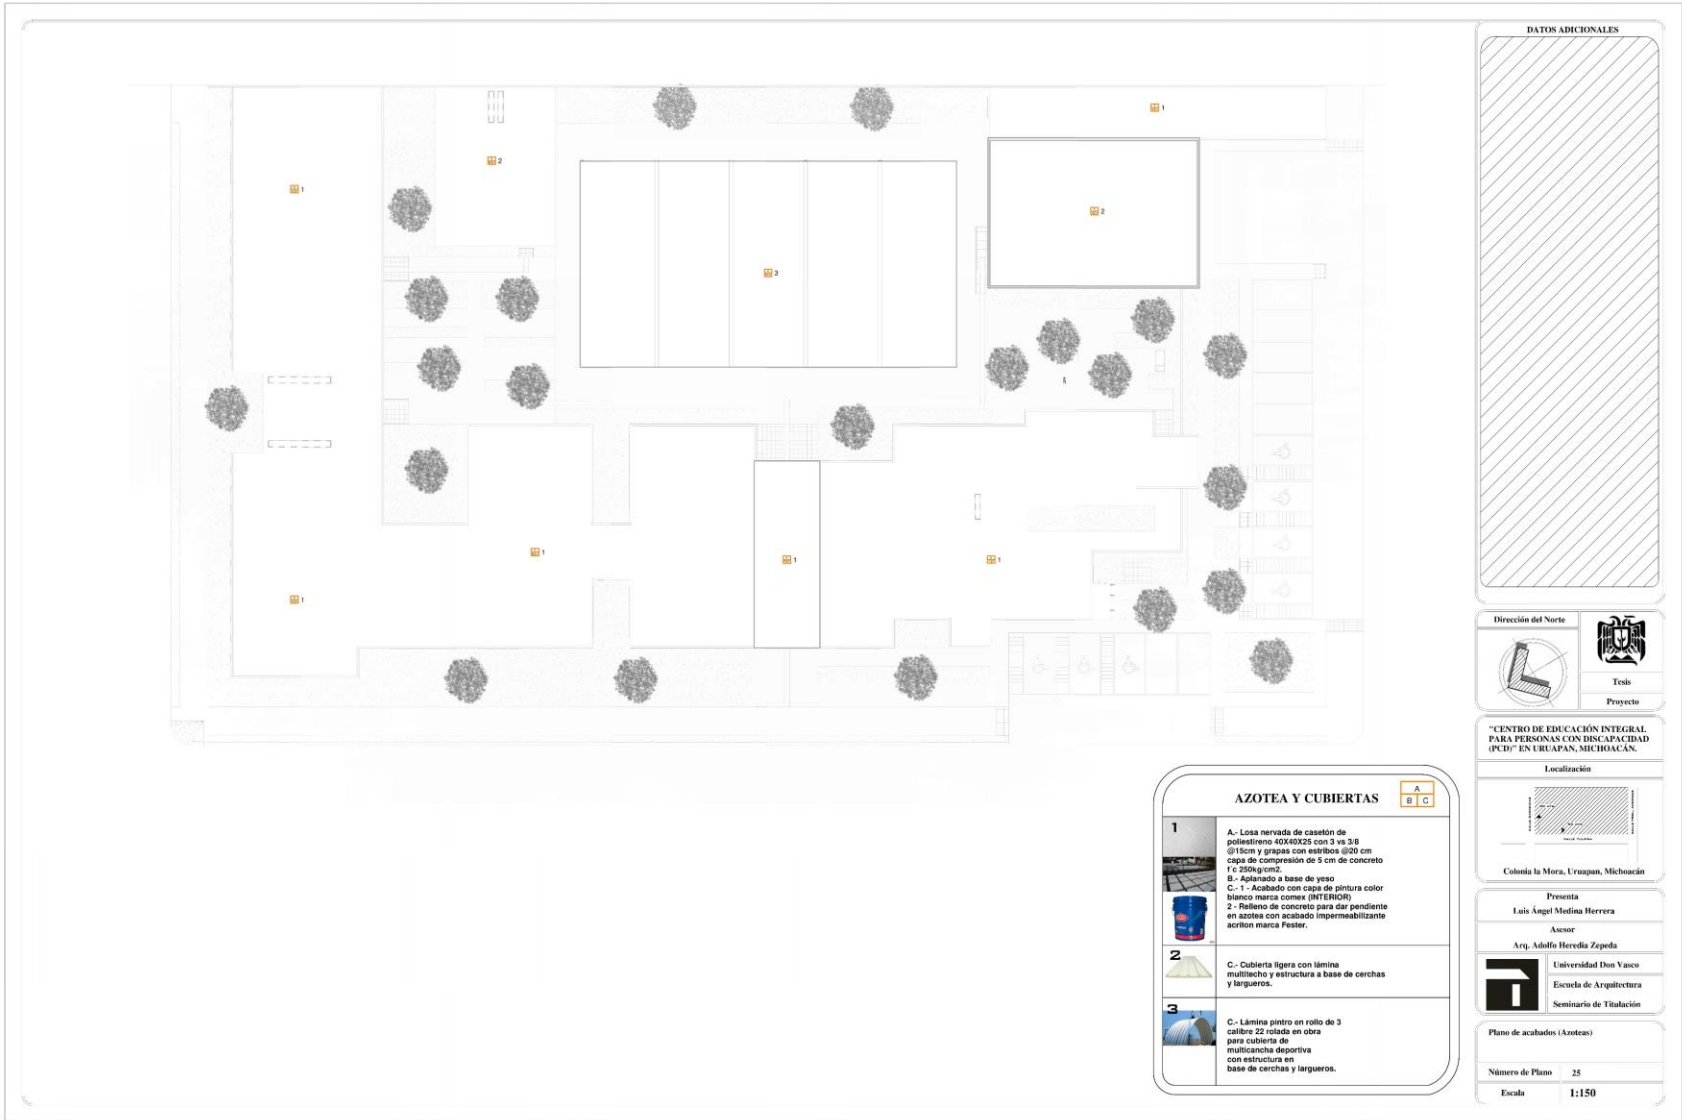 DATOS ADICIONALES
1
2
1
2
3
1
1
1
1
Dirección del Norte
Tesis
Proyecto
"CENTRO DE EDUCACIÓN INTEGRAL
PARA PERSONAS CON DISCAPACIDAD
(PCD)" EN URUAPAN, MICHOACÁN.
Localización
Colonia la Mora, Uruapan, Michoacán
Presenta
Luis Ángel Medina Herrera
Asesor
Arq. Adolfo Heredia Zepeda
Universidad Don Vasco
Escuela de Arquitectura
Seminario de Titulación
Plano de acabados (Azoteas)
Número de Plano 25
Escala 1:150
AZOTEA Y CUBIERTAS
A
B C
1
A.- Losa nervada de casetón de
poliestireno 40X40X25 con 3 vs 3/8
@15cm y grapas con estribos @20 cm
capa de compresión de 5 cm de concreto
f´c 250kg/cm2.
B.- Aplanado a base de yeso
C.- 1 - Acabado con capa de pintura color
blanco marca comex (INTERIOR)
2 - Relleno de concreto para dar pendiente
en azotea con acabado impermeabilizante
acriton marca Fester.
2
C.- Cubierta ligera con lámina
multitecho y estructura a base de cerchas
y largueros.
3
C.- Lámina pintro en rollo de 3
calibre 22 rolada en obra
para cubierta de
multicancha deportiva
con estructura en
base de cerchas y largueros.